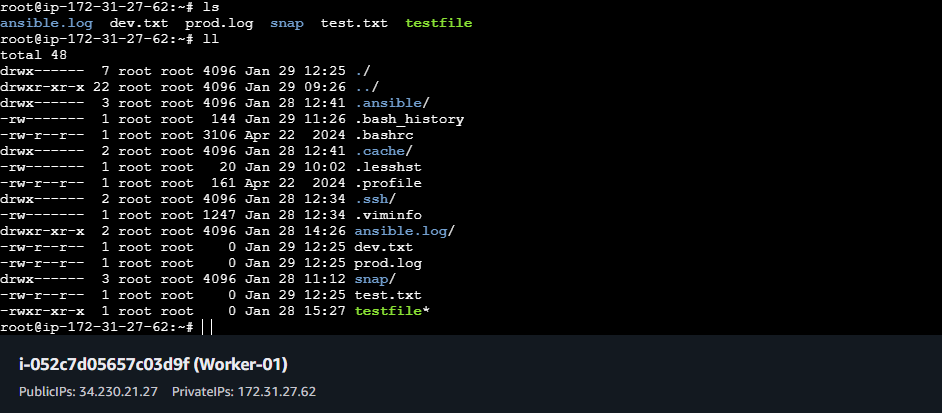 root@ip-172-31-27-62:~# ls
ansible.log  dev.txt  prod.log  snap  test.txt  testfile
root@ip-172-31-27-62:~# ll
total 48
drwx------  7 root root 4096 Jan 29 12:25 ./
drwxr-xr-x 22 root root 4096 Jan 29 09:26 ../
drwx------  3 root root 4096 Jan 28 12:41 .ansible/
-rw-------  1 root root  144 Jan 29 11:26 .bash_history
-rw-r--r--  1 root root 3106 Apr 22  2024 .bashrc
drwx------  2 root root 4096 Jan 28 12:41 .cache/
-rw-------  1 root root   20 Jan 29 10:02 .lesshst
-rw-r--r--  1 root root  161 Apr 22  2024 .profile
drwx------  2 root root 4096 Jan 28 12:34 .ssh/
-rw-------  1 root root 1247 Jan 28 12:34 .viminfo
drwxr-xr-x  2 root root 4096 Jan 28 14:26 ansible.log/
-rw-r--r--  1 root root    0 Jan 29 12:25 dev.txt
-rw-r--r--  1 root root    0 Jan 29 12:25 prod.log
drwx------  3 root root 4096 Jan 28 11:12 snap/
-rw-r--r--  1 root root    0 Jan 29 12:25 test.txt
-rwxr-xr-x  1 root root    0 Jan 28 15:27 testfile*
root@ip-172-31-27-62:~#
i-052c7d05657c03d9f (Worker-01)
PublicIPs: 34.230.21.27    PrivateIPs: 172.31.27.62